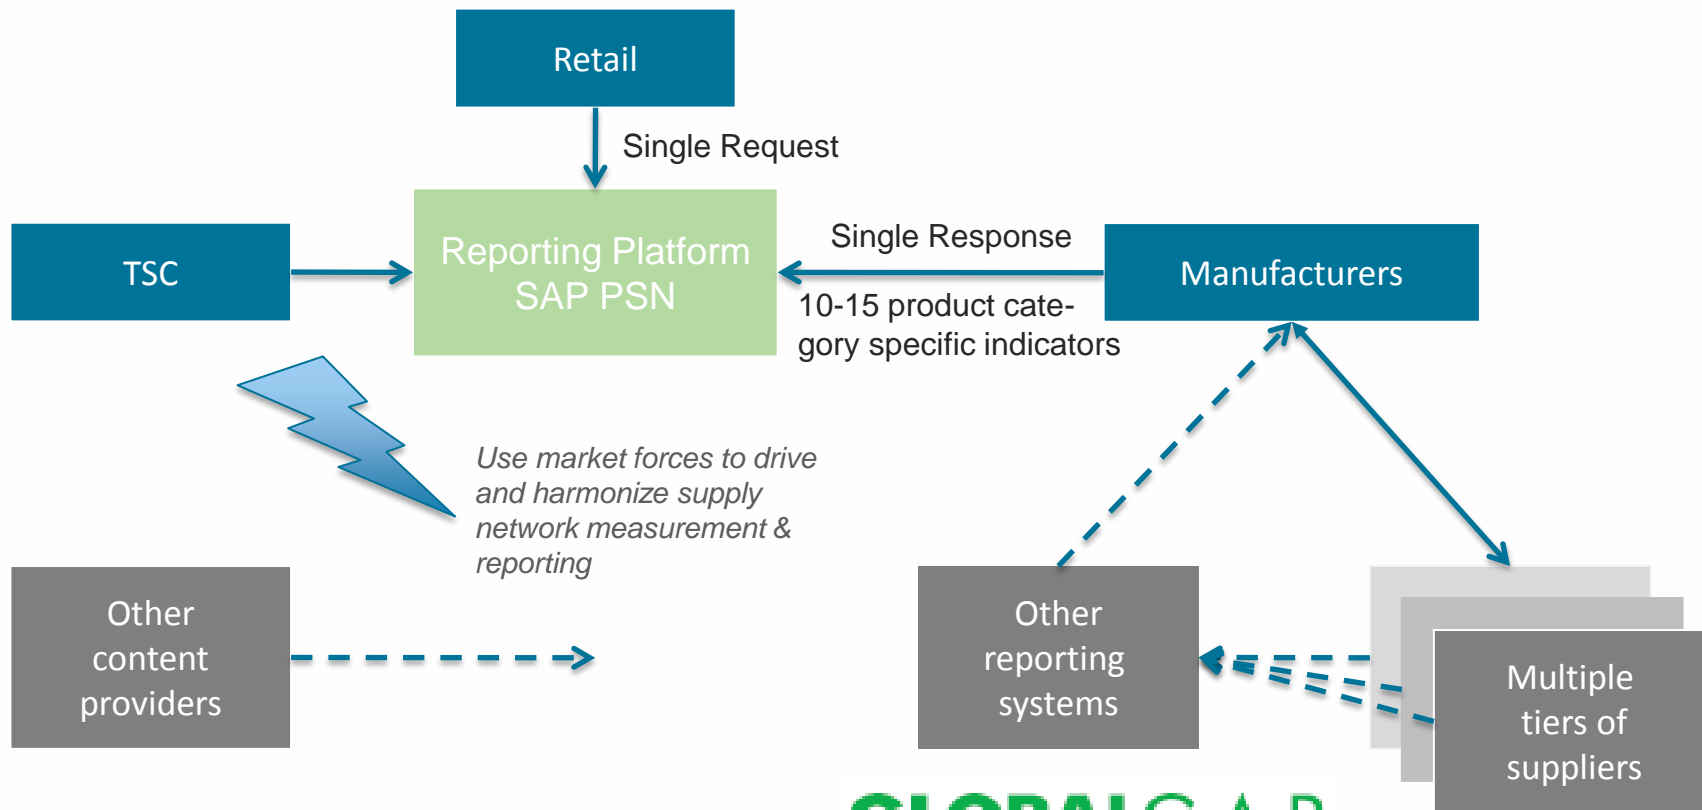 Retail
Single Request
TSC
Reporting Platform
SAP PSN
Single Response
10-15 product cate-
gory specific indicators
Manufacturers
Use market forces to drive
and harmonize supply
network measurement &
reporting
Other
content
providers
Other
reporting
systems
Multiple
tiers of
suppliers
GLOBALG.A.P.